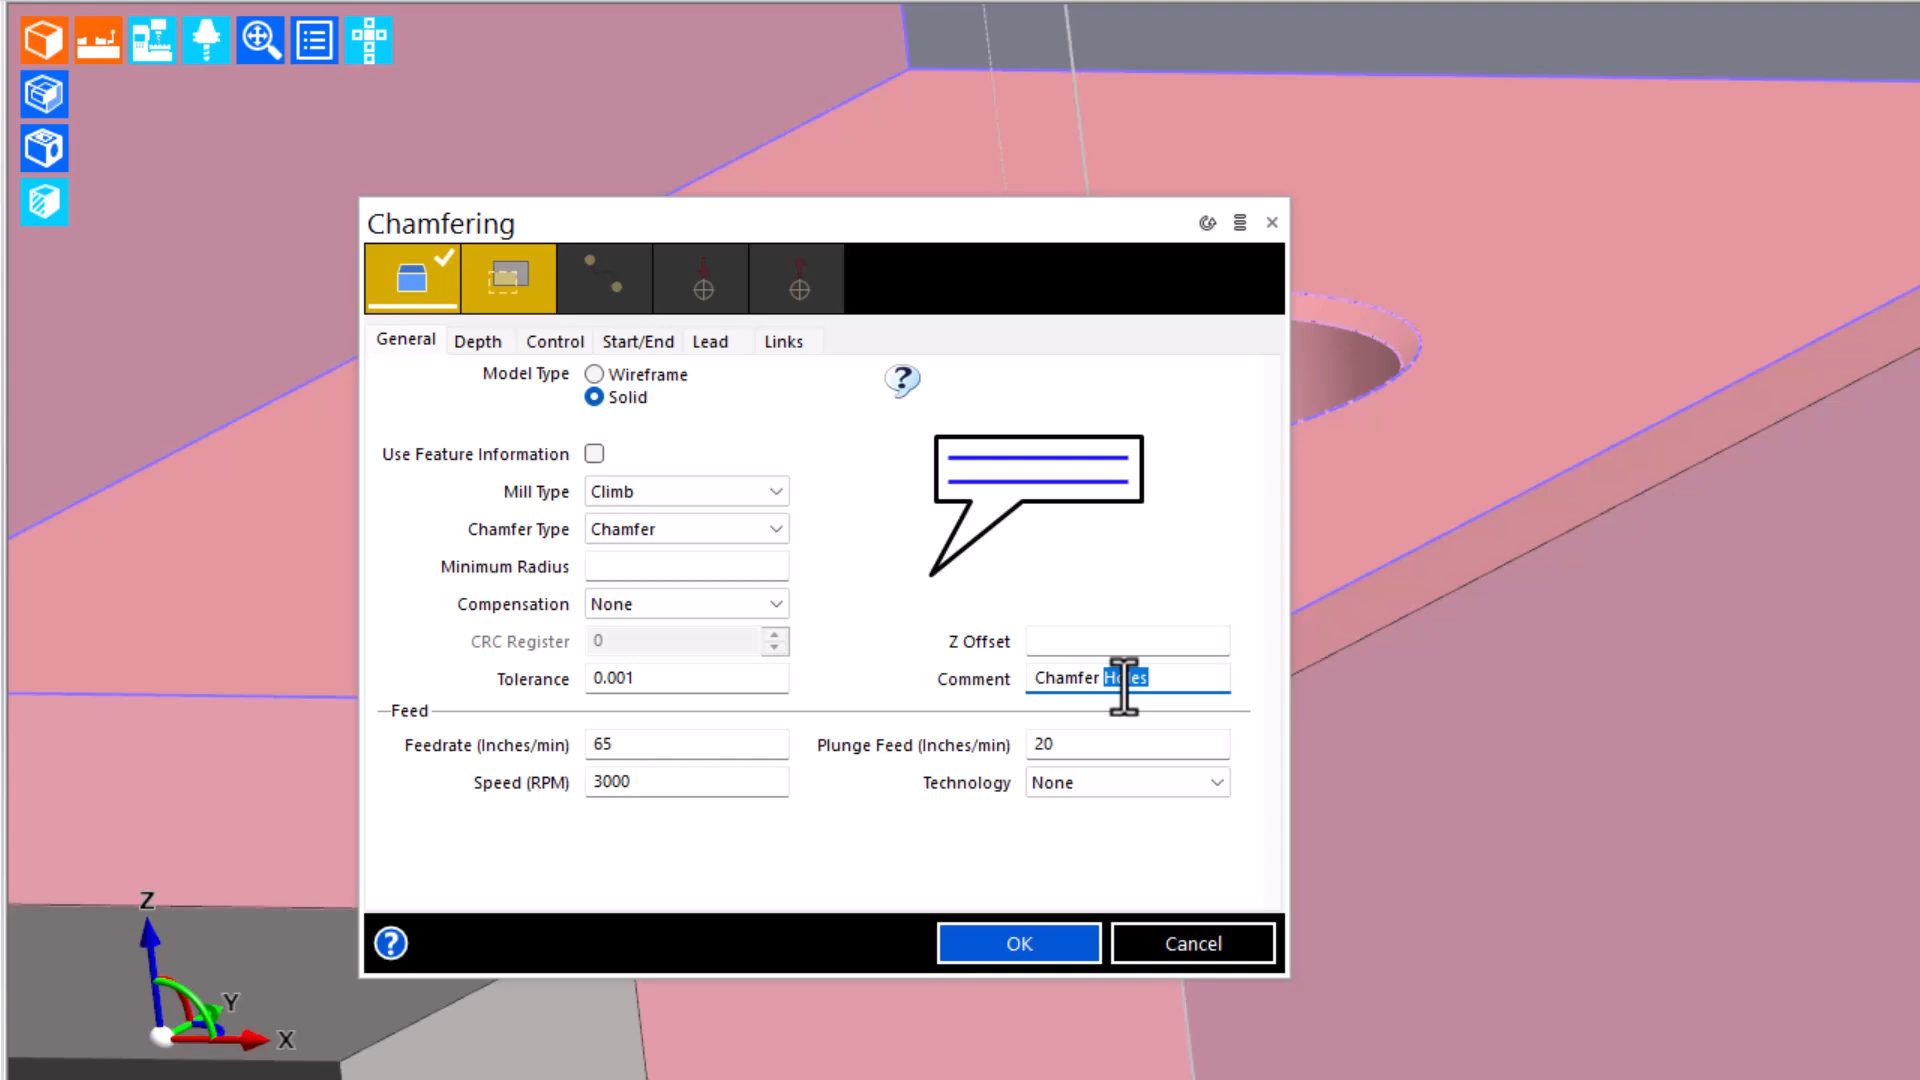 Chamfering
General Depth Control Start/End Lead Links
Model Type Wireframe
Solid
Use Feature Information
Mill Type Climb
Chamfer Type Chamfer
Minimum Radius
Compensation None
CRC Register 0 Z Offset
Tolerance 0.001 Comment Chamfer Holes
Feed
Feedrate (Inches/min) 65 Plunge Feed (Inches/min) 20
Speed (RPM) 3000 Technology None
OK Cancel
Z
Y
X